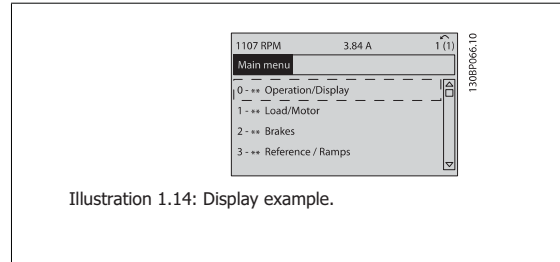 1107 RPM 3.84 A 1 (1)
Main menu
0 - ** Operation/Display
1 - ** Load/Motor
2 - ** Brakes
3 - ** Reference / Ramps
130BP066.10
Illustration 1.14: Display example.